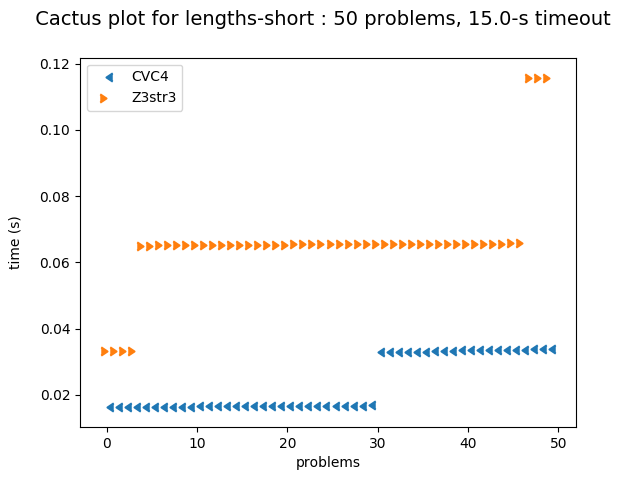 Cactus plot for lengths-short : 50 problems, 15.0-s timeout
0.12
0.10
0.08
0.06
0.04
0.02
time (s)
CVC4
Z3str3
0 10 20 30 40 50
problems